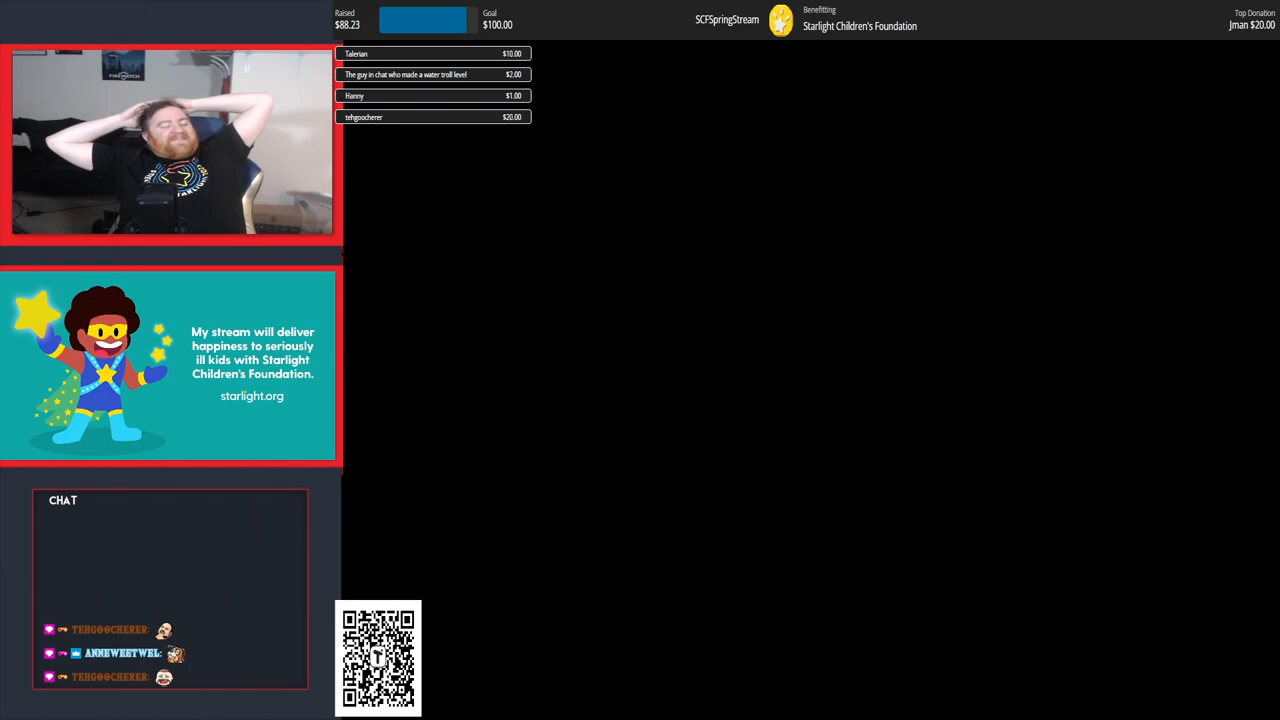 Raised
$88.23
Goal
$100.00
SCFSpringStream
Benefitting
Starlight Children's Foundation
Top Donation
Jman $20.00
Talerian $10.00
The guy in chat who made a water troll level $2.00
Hanny $1.00
tehgoocherer $20.00
FIREWATCH
My stream will deliver
happiness to seriously
ill kids with Starlight
Children's Foundation.
starlight.org
CHAT
TEHGOOCHERER:
ANNEWEETWEL:
TEHGOOCHERER: